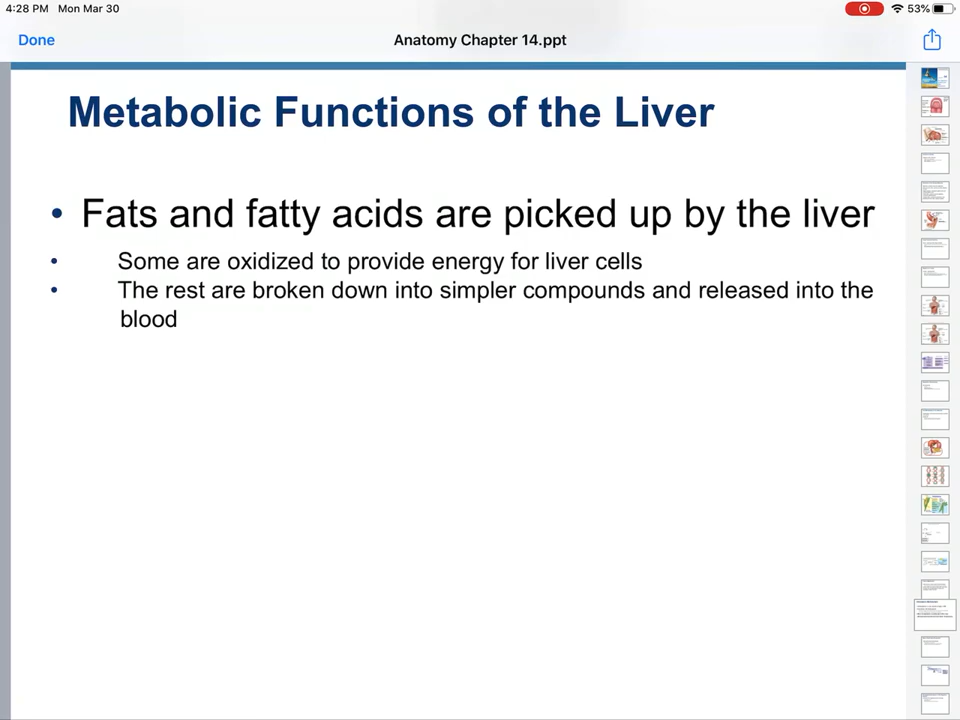 4:28 PM Mon Mar 30
53%
Done
Anatomy Chapter 14.ppt
Metabolic Functions of the Liver
• Fats and fatty acids are picked up by the liver
• Some are oxidized to provide energy for liver cells
• The rest are broken down into simpler compounds and released into the
blood